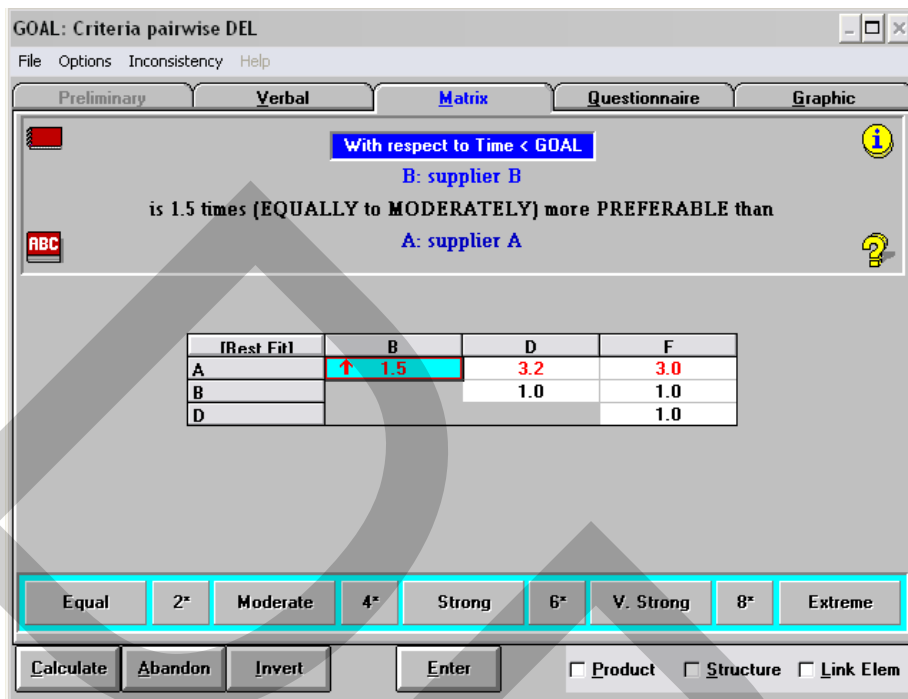 GOAL: Criteria pairwise DEL
File Options Inconsistency Help
Preliminary Verbal Matrix Questionnaire Graphic
With respect to Time < GOAL
B: supplier B
is 1.5 times (EQUALLY to MODERATELY) more PREFERABLE than
ABC
A: supplier A
[Best Fit] B D F
A ↑ 1.5 3.2 3.0
B 1.0 1.0
D 1.0
Equal 2* Moderate 4* Strong 6* V. Strong 8* Extreme
Calculate Abandon Invert Enter Product Structure Link Elem